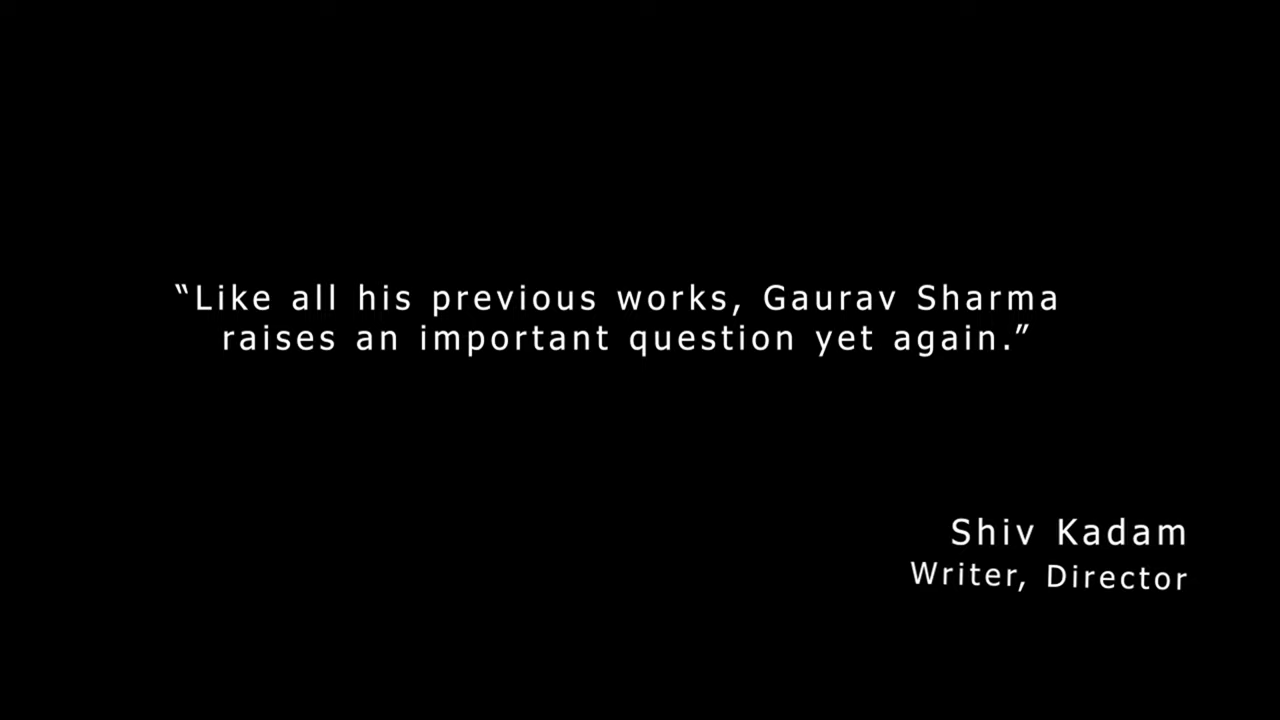 “Like all his previous works, Gaurav Sharma
raises an important question yet again.”
Shiv Kadam
Writer, Director